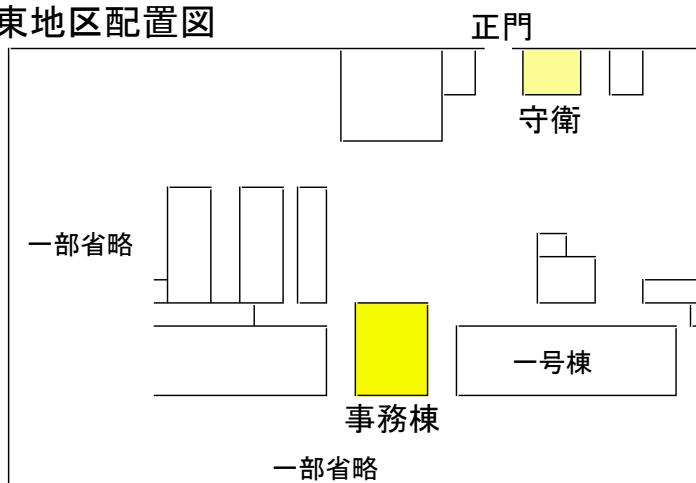 東地区配置図
正門
守衛
一部省略
一号棟
事務棟
一部省略